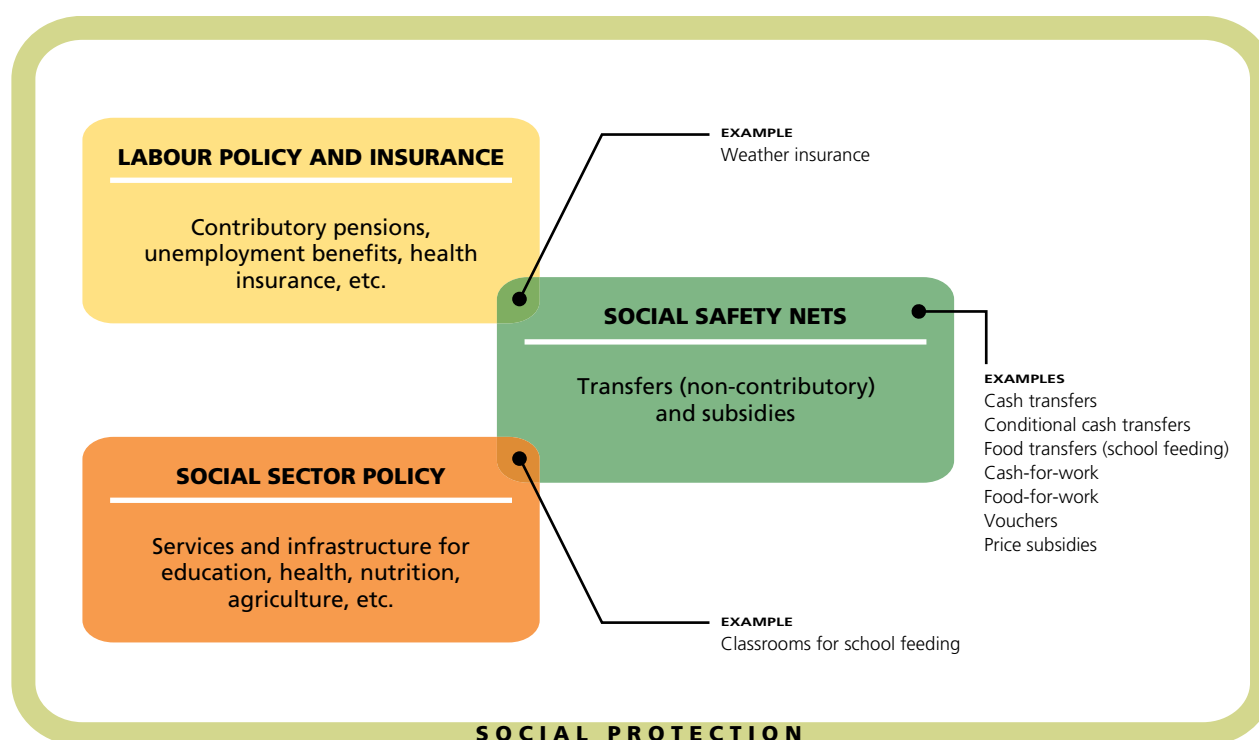 LABOUR POLICY AND INSURANCE
Contributory pensions,
unemployment benefits, health
insurance, etc.
EXAMPLE
Weather insurance
SOCIAL SAFETY NETS
Transfers (non-contributory)
and subsidies
EXAMPLES
Cash transfers
Conditional cash transfers
Food transfers (school feeding)
Cash-for-work
Food-for-work
Vouchers
Price subsidies
SOCIAL SECTOR POLICY
Services and infrastructure for
education, health, nutrition,
agriculture, etc.
EXAMPLE
Classrooms for school feeding
SOCIAL PROTECTION